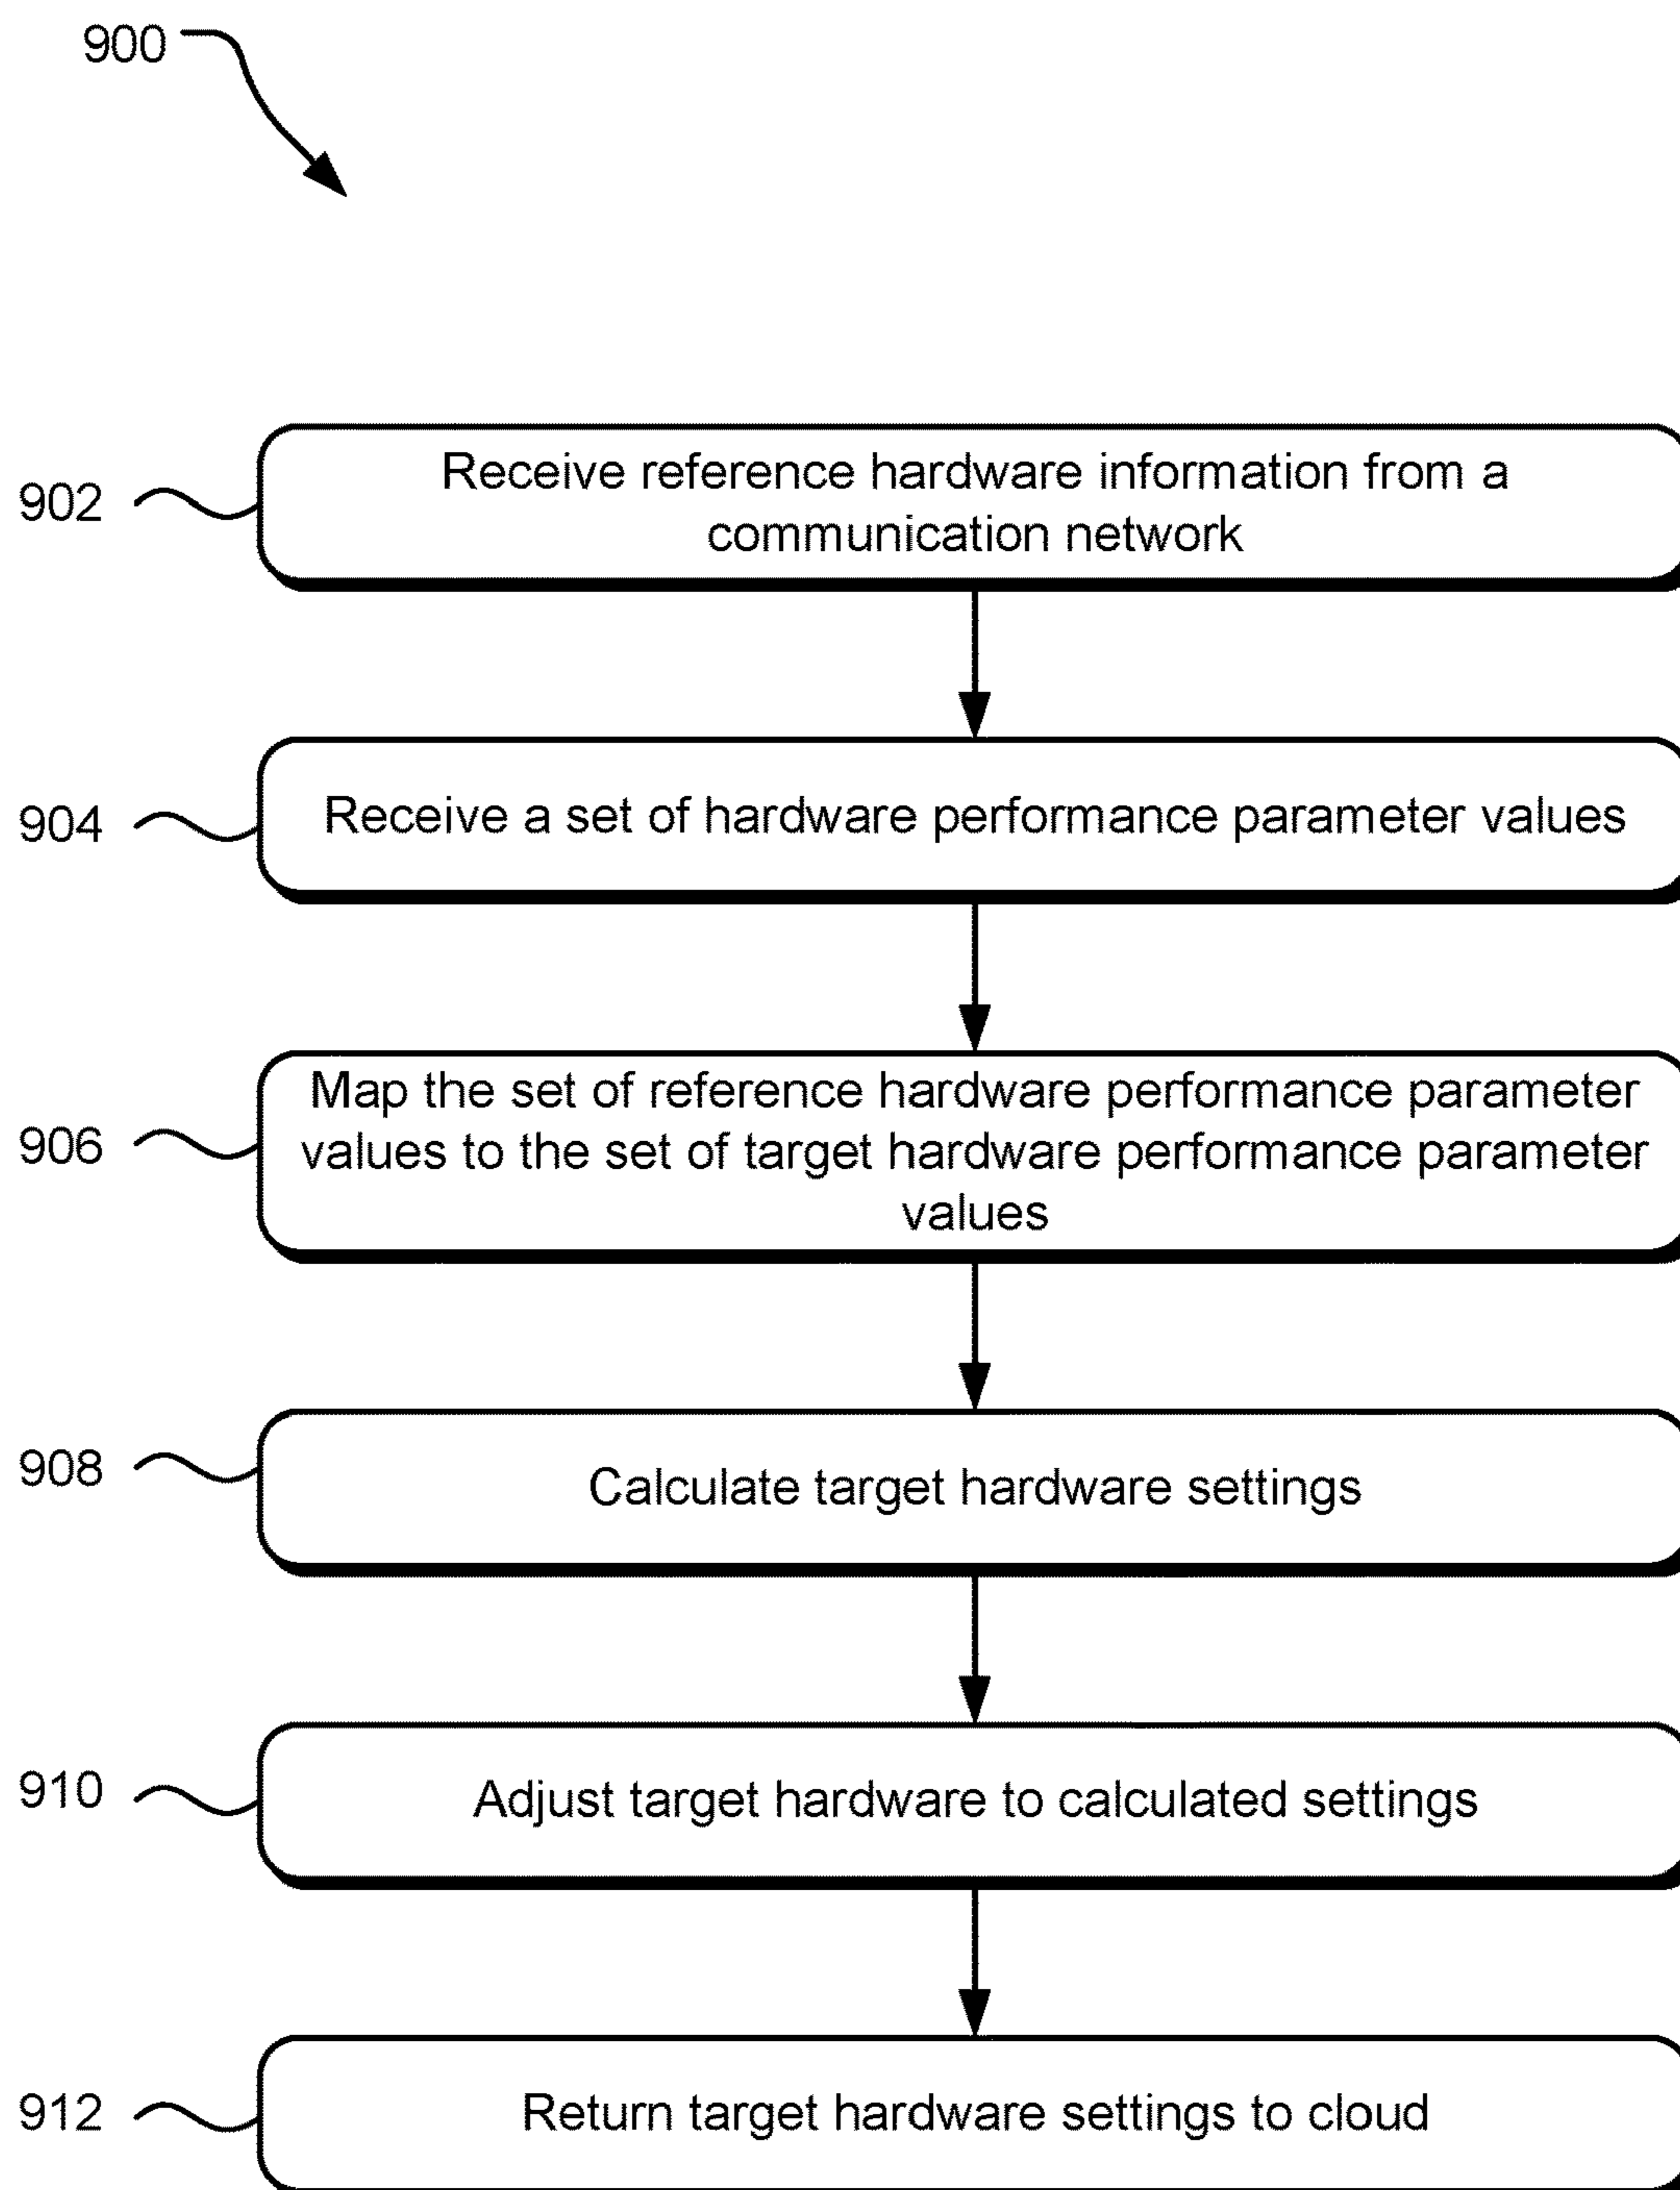 900
902
Receive reference hardware information from a
communication network
904
Receive a set of hardware performance parameter values
906
Map the set of reference hardware performance parameter
values to the set of target hardware performance parameter
values
908
Calculate target hardware settings
910
Adjust target hardware to calculated settings
912
Return target hardware settings to cloud